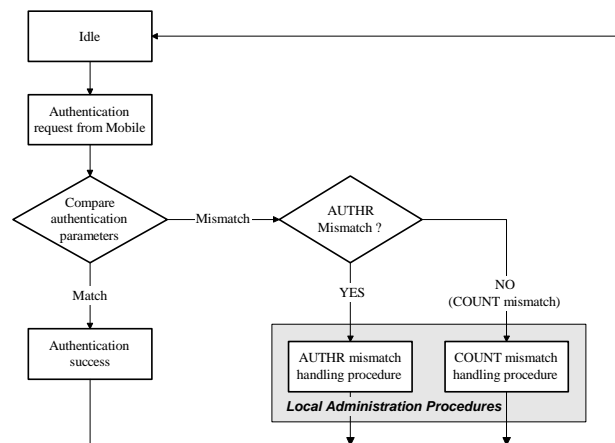 Idle
Authentication
request from Mobile
Compare
authentication
parameters
Mismatch
AUTHR
Mismatch ?
Match
YES
NO
(COUNT mismatch)
Authentication
success
AUTHR mismatch
handling procedure
COUNT mismatch
handling procedure
Local Administration Procedures